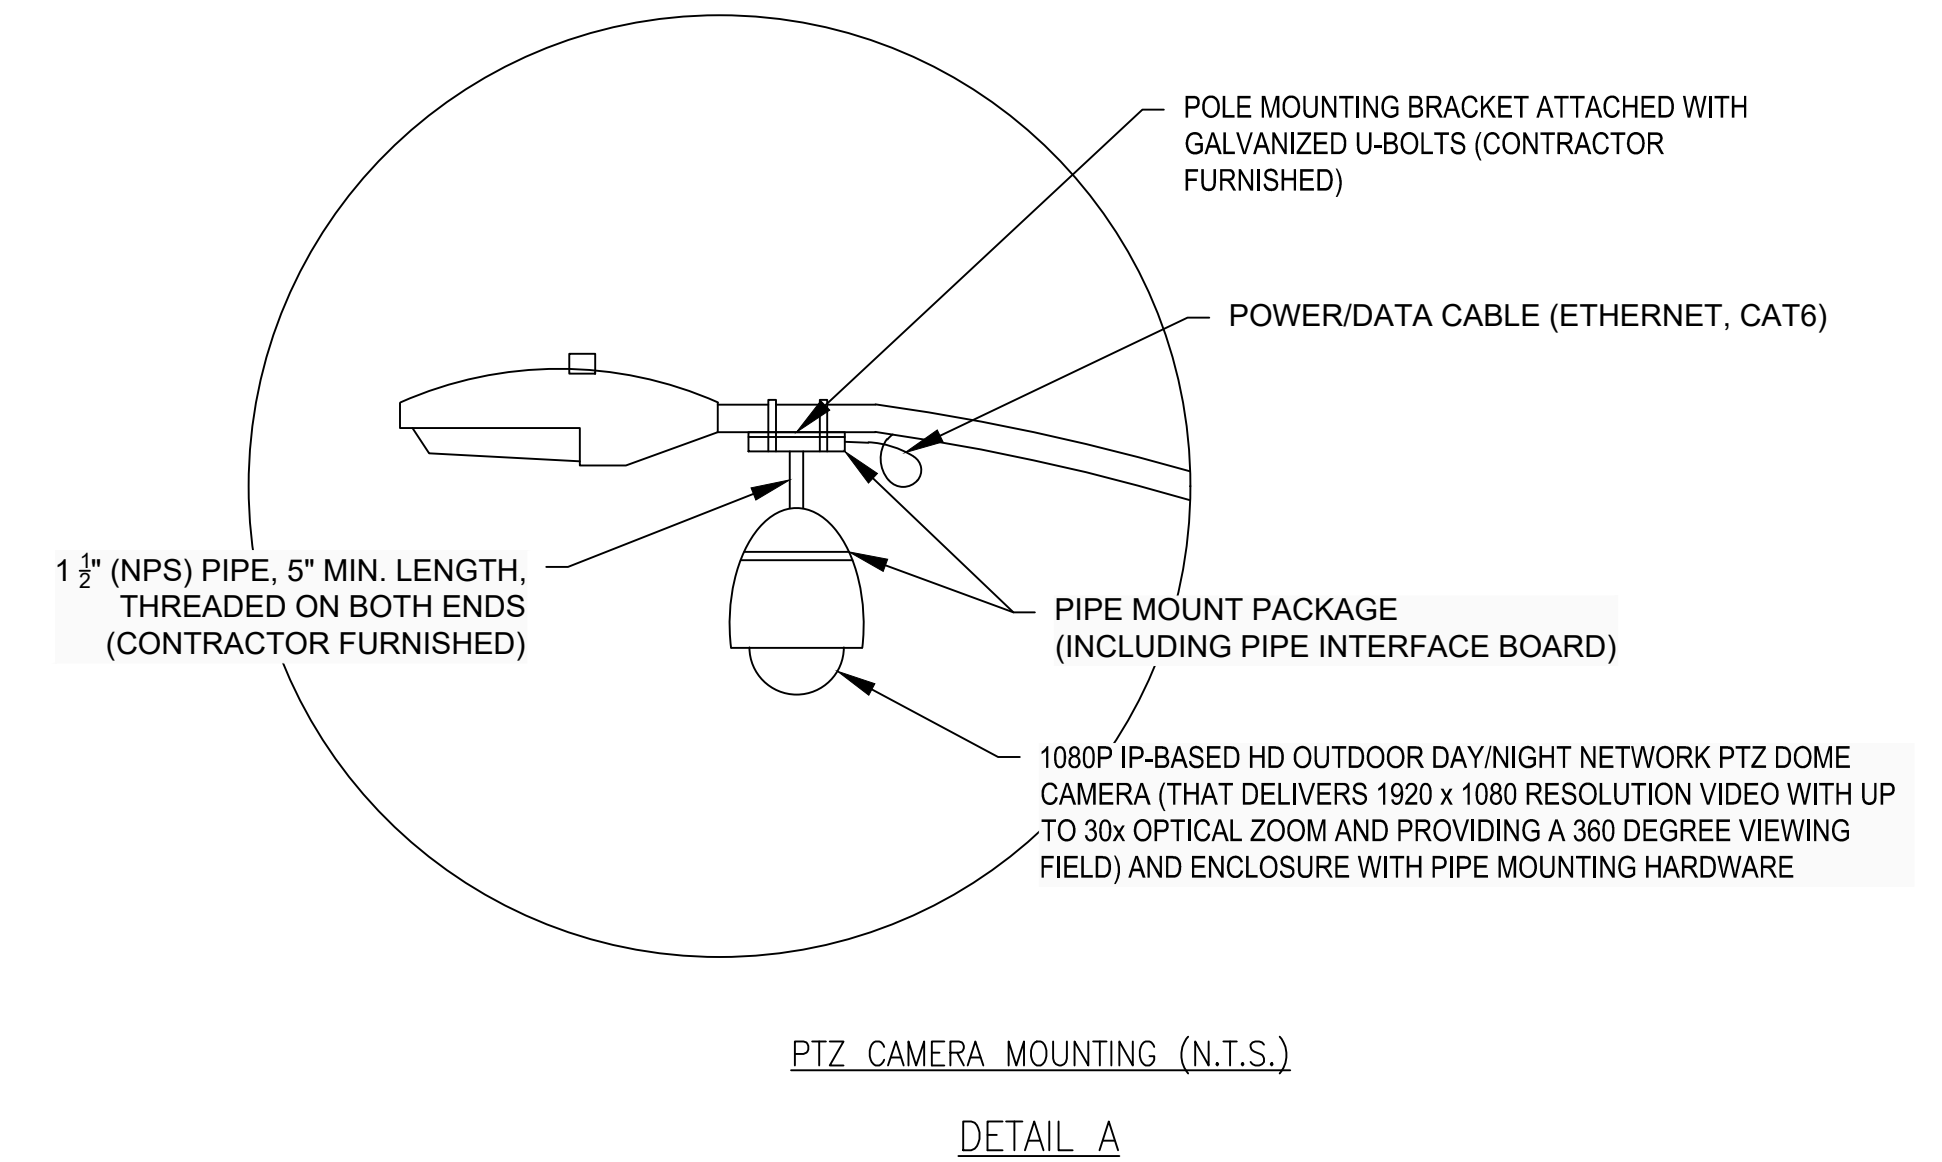 POLE MOUNTING BRACKET ATTACHED WITH
GALVANIZED U-BOLTS (CONTRACTOR
FURNISHED)
POWER/DATA CABLE (ETHERNET, CAT6)
1 1/2" (NPS) PIPE, 5" MIN. LENGTH,
THREADED ON BOTH ENDS
(CONTRACTOR FURNISHED)
PIPE MOUNT PACKAGE
(INCLUDING PIPE INTERFACE BOARD)
1080P IP-BASED HD OUTDOOR DAY/NIGHT NETWORK PTZ DOME
CAMERA (THAT DELIVERS 1920 x 1080 RESOLUTION VIDEO WITH UP
TO 30x OPTICAL ZOOM AND PROVIDING A 360 DEGREE VIEWING
FIELD) AND ENCLOSURE WITH PIPE MOUNTING HARDWARE
PTZ CAMERA MOUNTING (N.T.S.)
DETAIL A